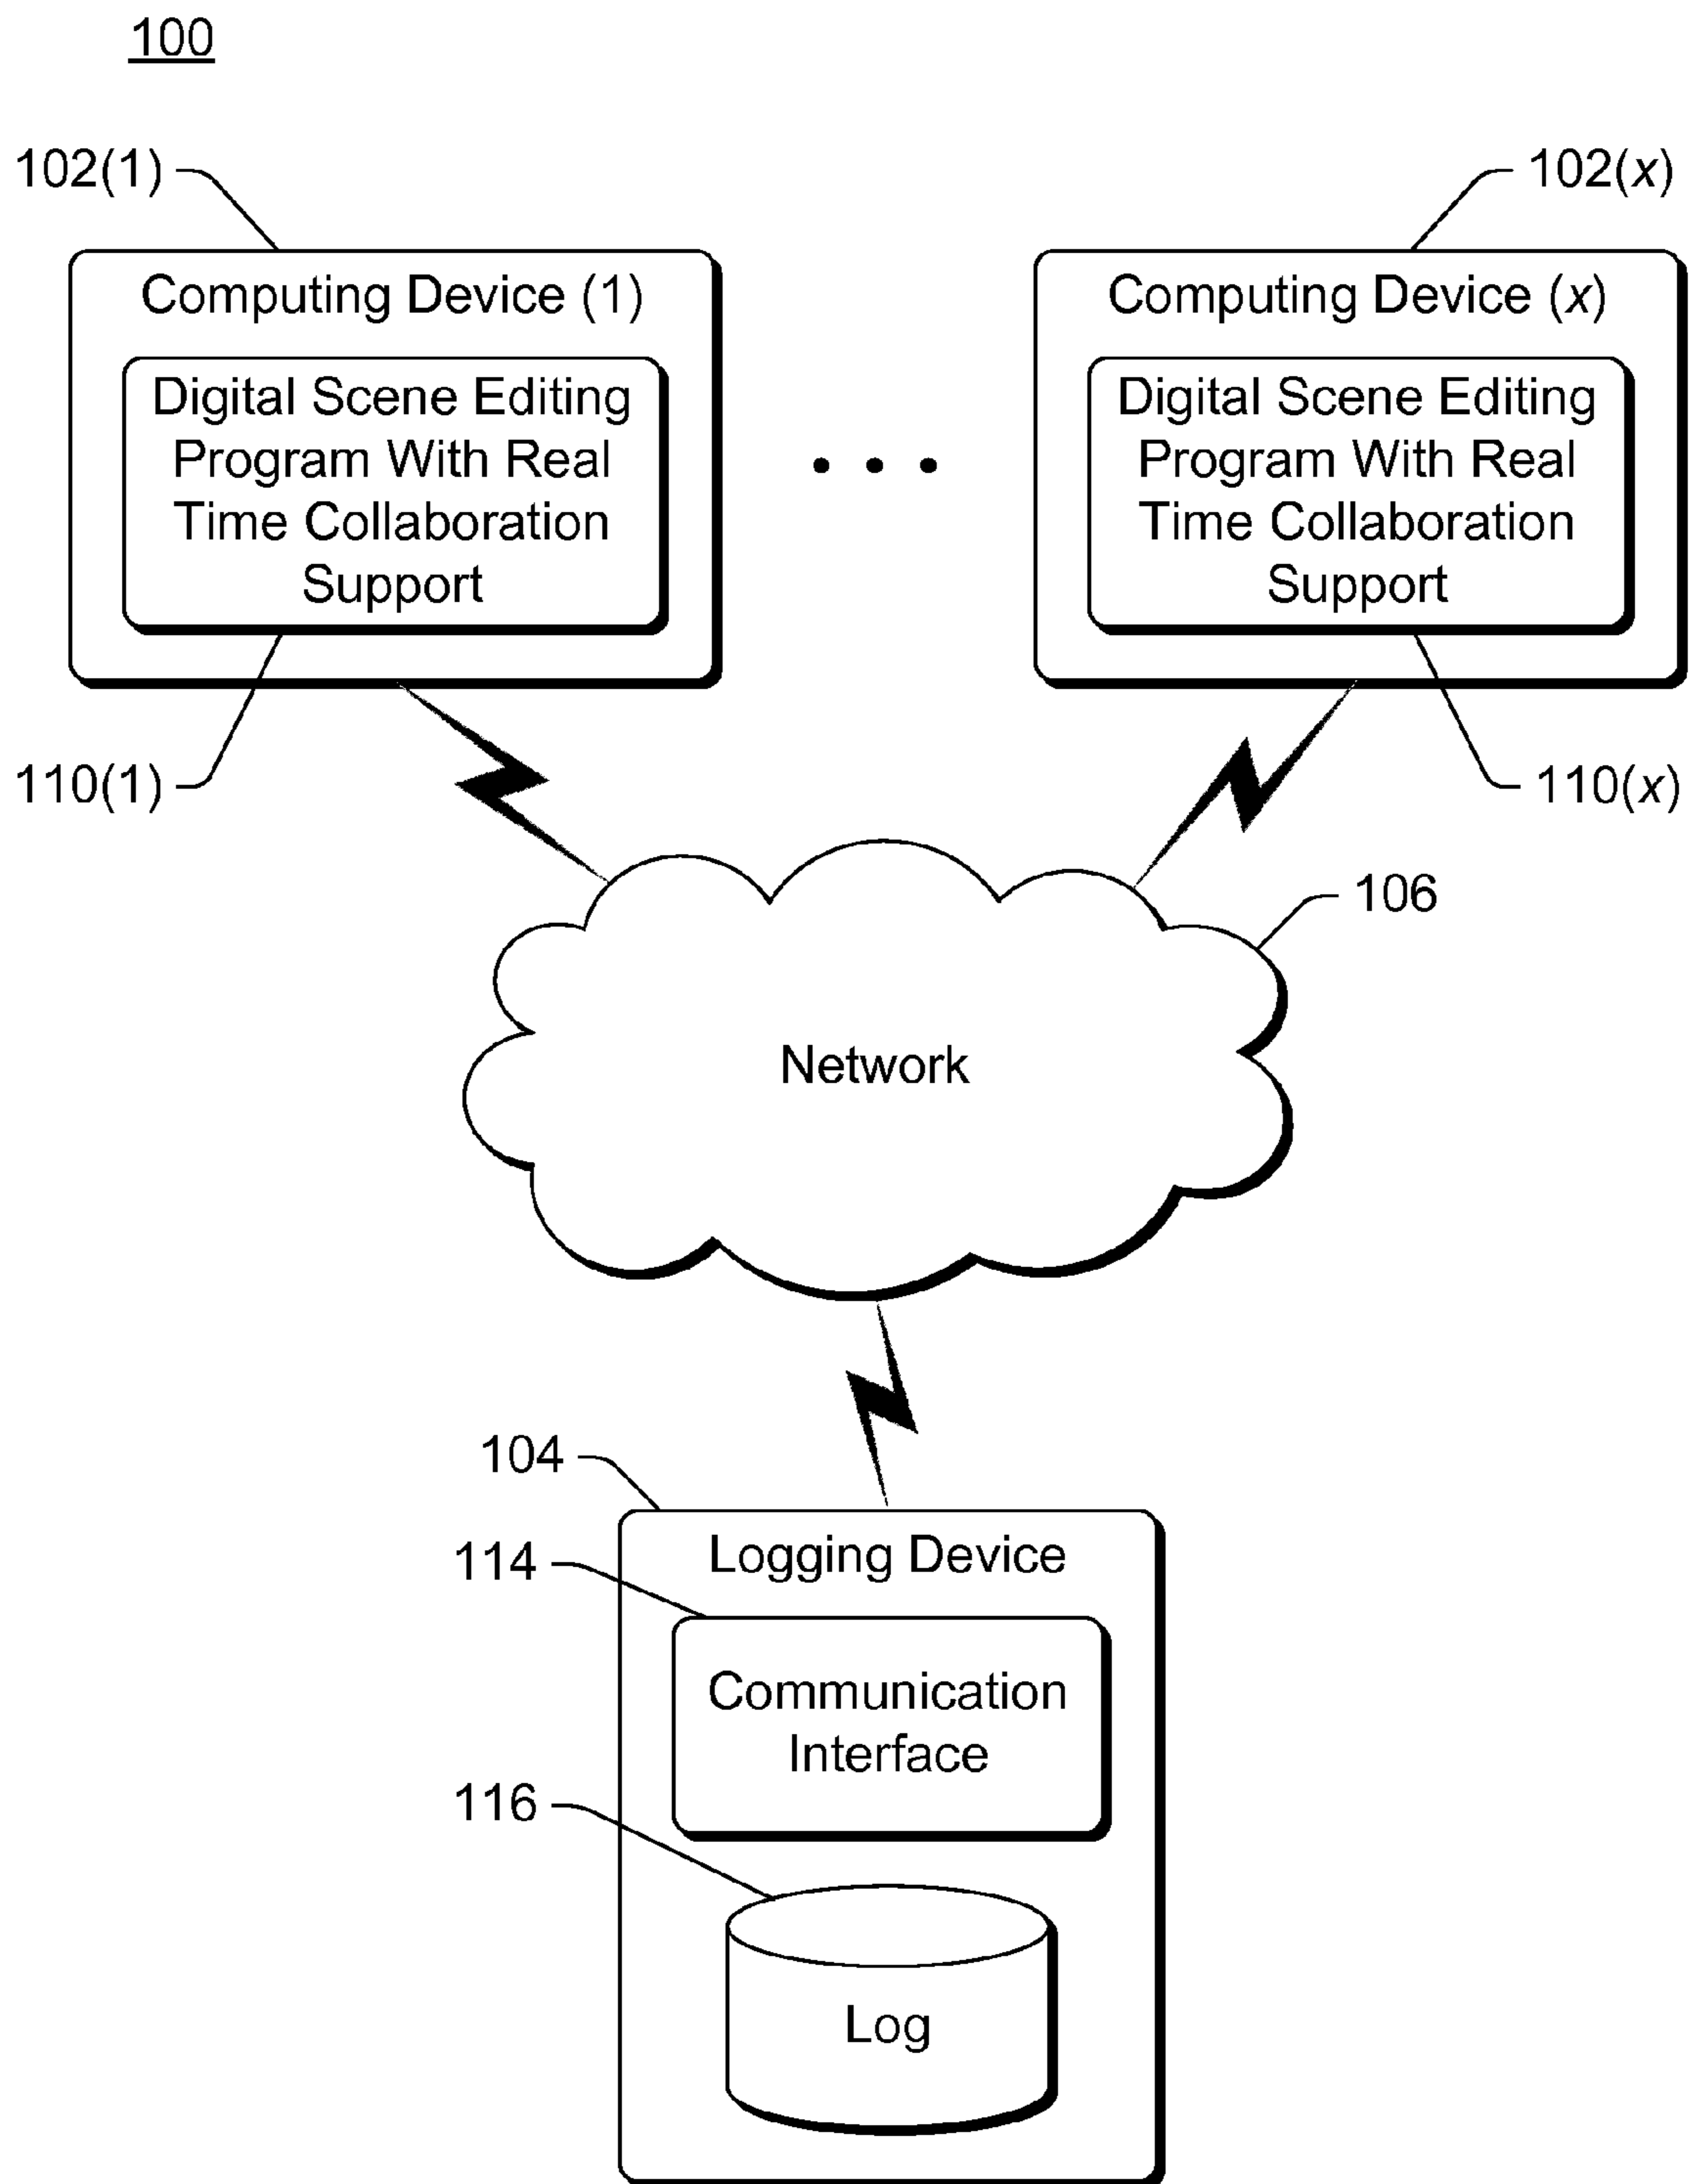 100
102(1)
102(x)
Computing Device (1)
Digital Scene Editing
Program With Real
Time Collaboration
Support
Computing Device (x)
Digital Scene Editing
Program With Real
Time Collaboration
Support
110(1)
110(x)
106
Network
104
Logging Device
114
Communication
Interface
116
Log